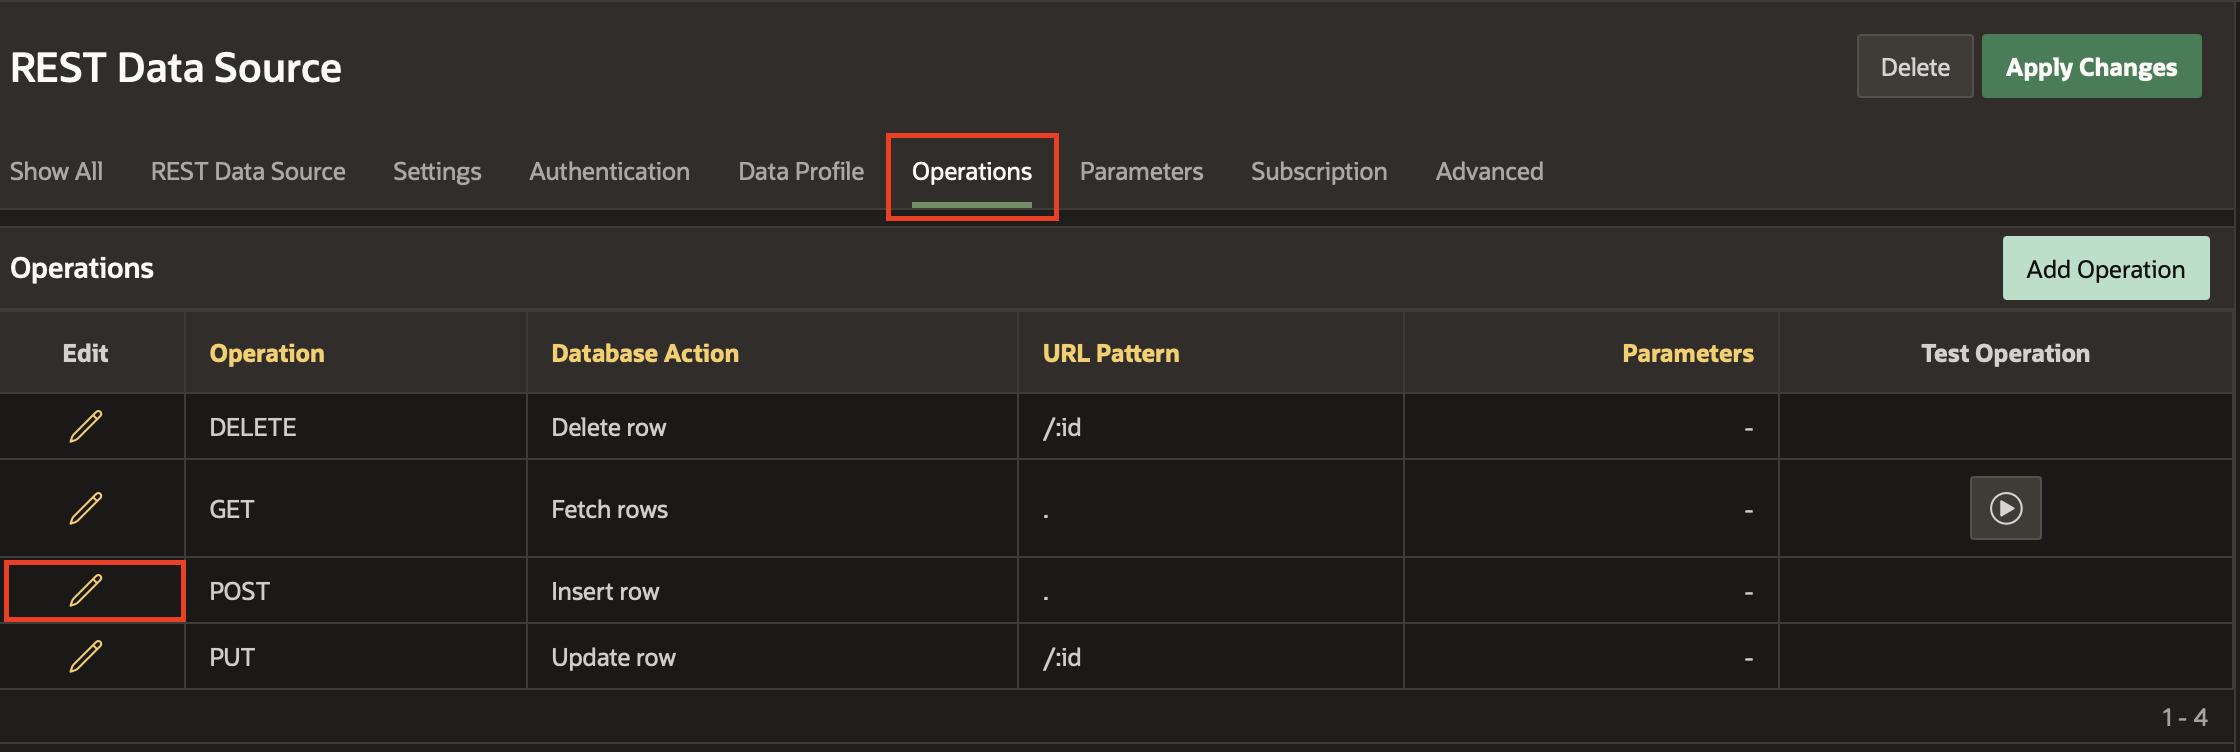 REST Data Source
Delete
Apply Changes
Show All REST Data Source Settings Authentication Data Profile Operations Parameters Subscription Advanced
Operations
Add Operation
Edit Operation Database Action URL Pattern Parameters Test Operation
DELETE Delete row /:id -
GET Fetch rows . -
POST Insert row . -
PUT Update row /:id -
1 - 4